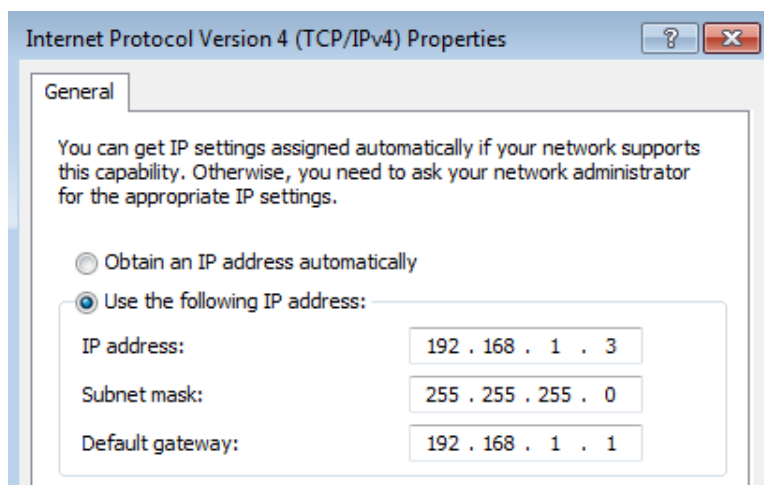 Internet Protocol Version 4 (TCP/IPv4) Properties
General
You can get IP settings assigned automatically if your network supports
this capability. Otherwise, you need to ask your network administrator
for the appropriate IP settings.
Obtain an IP address automatically
Use the following IP address:
IP address: 192 . 168 . 1 . 3
Subnet mask: 255 . 255 . 255 . 0
Default gateway: 192 . 168 . 1 . 1